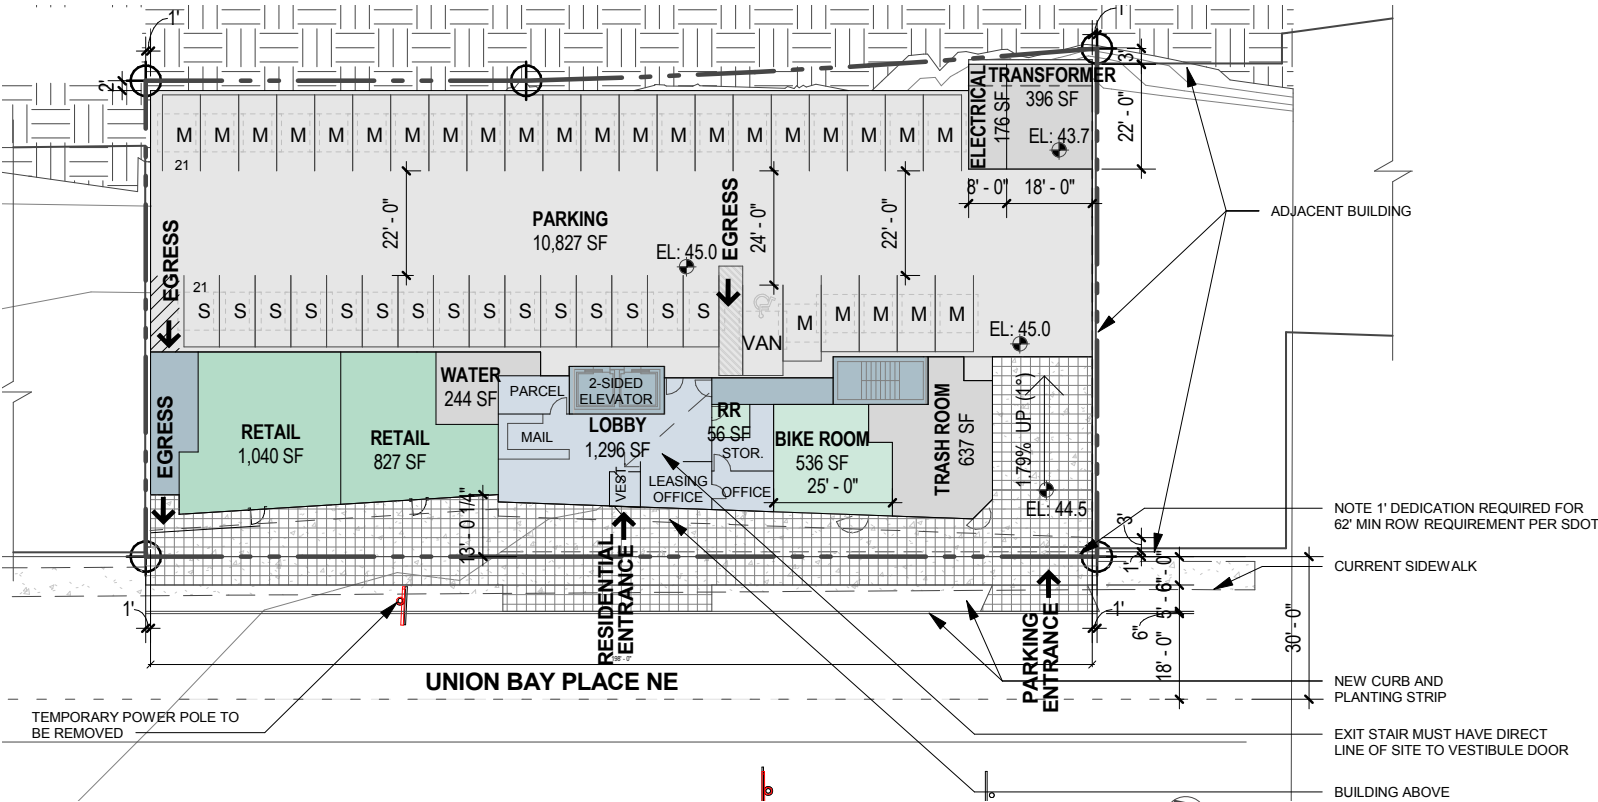 1'
1'
2'
3'
TRANSFORMER
396 SF
ELECTRICAL
176 SF
EL: 43.7
22' - 0"
8' - 0"
18' - 0"
M M M M M M M M M M M M M M M M M M M M M
21
PARKING
10,827 SF
22' - 0"
24' - 0"
22' - 0"
EGRESS
EGRESS
EL: 45.0
ADJACENT BUILDING
21
S S S S S S S S S S S S S S S
VAN
M M M M M
EL: 45.0
EGRESS
RETAIL
1,040 SF
RETAIL
827 SF
WATER
244 SF
PARCEL
2-SIDED
ELEVATOR
MAIL
LOBBY
1,296 SF
RR
56 SF
STOR.
VEST
LEASING
OFFICE
OFFICE
BIKE ROOM
536 SF
25' - 0"
TRASH ROOM
637 SF
1.79% UP (1°)
EL: 44.5
13' - 0 1/4"
3'
1'
NOTE 1' DEDICATION REQUIRED FOR
62' MIN ROW REQUIREMENT PER SDOT
CURRENT SIDEWALK
1'
1'
5' - 6"
6"
18' - 0"
30' - 0"
RESIDENTIAL
ENTRANCE
PARKING
ENTRANCE
UNION BAY PLACE NE
NEW CURB AND
PLANTING STRIP
TEMPORARY POWER POLE TO
BE REMOVED
EXIT STAIR MUST HAVE DIRECT
LINE OF SITE TO VESTIBULE DOOR
BUILDING ABOVE